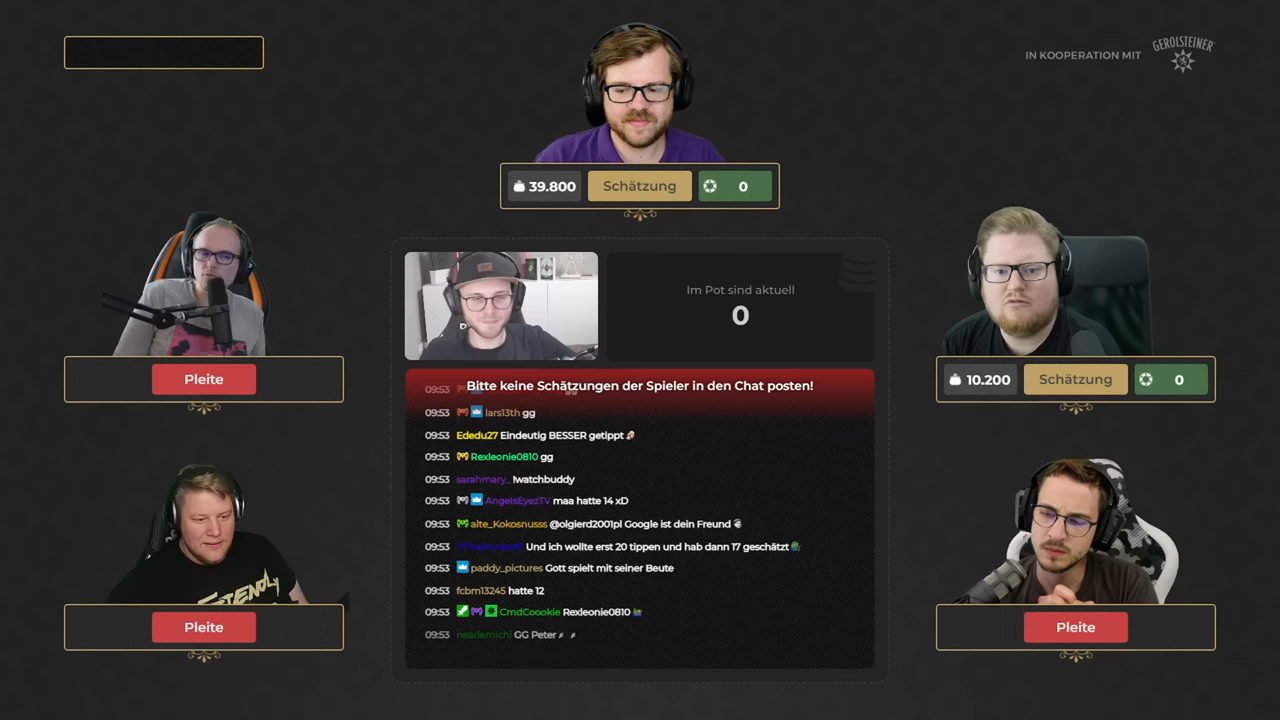 IN KOOPERATION MIT
GEROLSTEINER
39.800 Schätzung 0
Im Pot sind aktuell
0
Pleite
10.200 Schätzung 0
09:53
Bitte keine Schätzungen der Spieler in den Chat posten!
09:53 lars13th gg
09:53 Ededu27 Eindeutig BESSER getippt
09:53 Rexleonie0810 gg
09:53 sarahmary_ !watchbuddy
09:53 AngelsEyezTV maa hatte 14 xD
09:53 alte_Kokosnusss @olgierd2001pl Google ist dein Freund
09:53 Und ich wollte erst 20 tippen und hab dann 17 geschätzt
09:53 paddy_pictures Gott spielt mit seiner Beute
09:53 fcbm13245 hatte 12
09:53 CmdCoookie Rexleonie0810
09:53 nearlemichi GG Peter
Pleite
Pleite